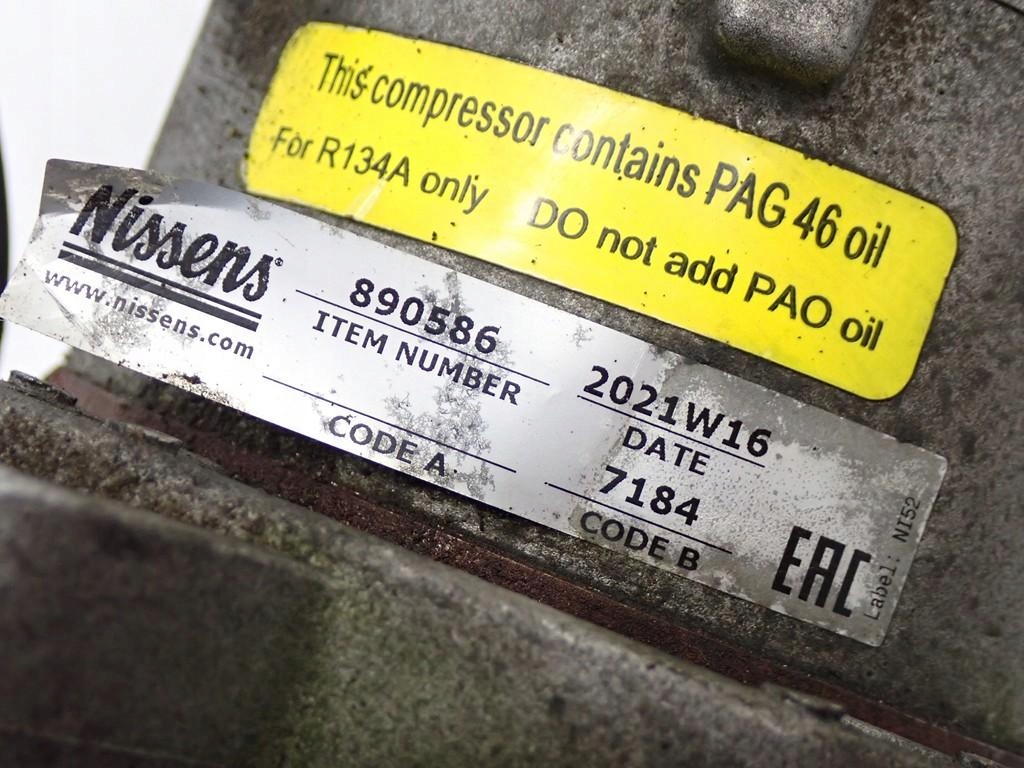 This compressor contains PAG 46 oil
For R134A only DO not add PAO oil
Nissens®
www.nissens.com
890586
ITEM NUMBER
2021W16
DATE
CODE A
7184
CODE B
EAC
Label: NI52